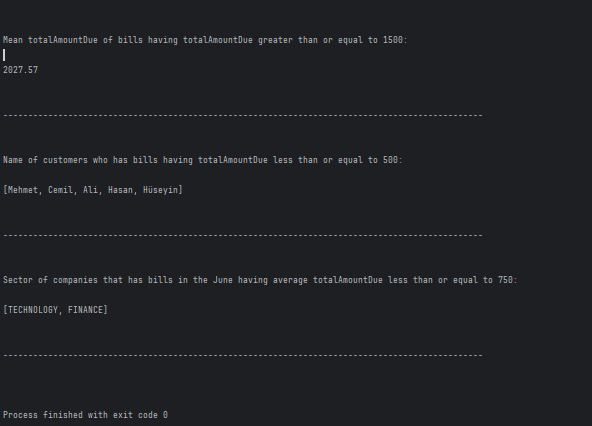 Mean totalAmountDue of bills having totalAmountDue greater than or equal to 1500:
2027.57
------------------------------------------------------------------------------------------------
Name of customers who has bills having totalAmountDue less than or equal to 500:
[Mehmet, Cemil, Ali, Hasan, Hüseyin]
------------------------------------------------------------------------------------------------
Sector of companies that has bills in the June having average totalAmountDue less than or equal to 750:
[TECHNOLOGY, FINANCE]
------------------------------------------------------------------------------------------------
Process finished with exit code 0